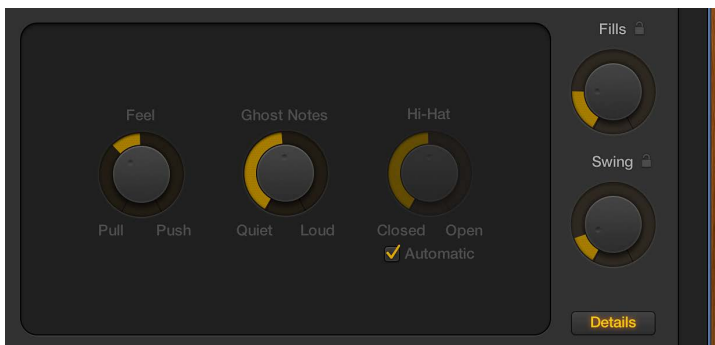 Fills
Feel
Ghost Notes
Hi-Hat
Swing
Pull
Push
Quiet
Loud
Closed
Open
Automatic
Details